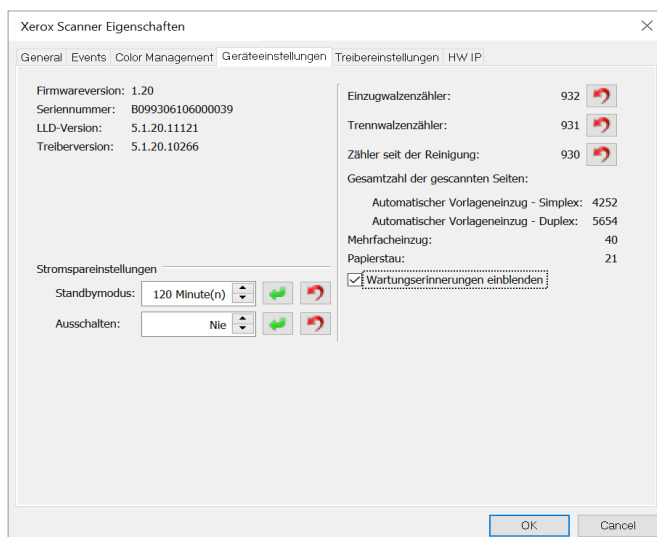 Xerox Scanner Eigenschaften
General Events Color Management Geräteeinstellungen Treibereinstellungen HW IP
Firmwareversion: 1.20
Seriennummer: B099306106000039
LLD-Version: 5.1.20.11121
Treiberversion: 5.1.20.10266
Stromspareinstellungen
Standbymodus: 120 Minute(n)
Ausschalten: Nie
Einzugwalzenzähler: 932
Trennwalzenzähler: 931
Zähler seit der Reinigung: 930
Gesamtzahl der gescannten Seiten:
Automatischer Vorlageneinzug - Simplex: 4252
Automatischer Vorlageneinzug - Duplex: 5654
Mehrfacheinzug: 40
Papierstau: 21
Wartungserinnerungen einblenden
OK Cancel